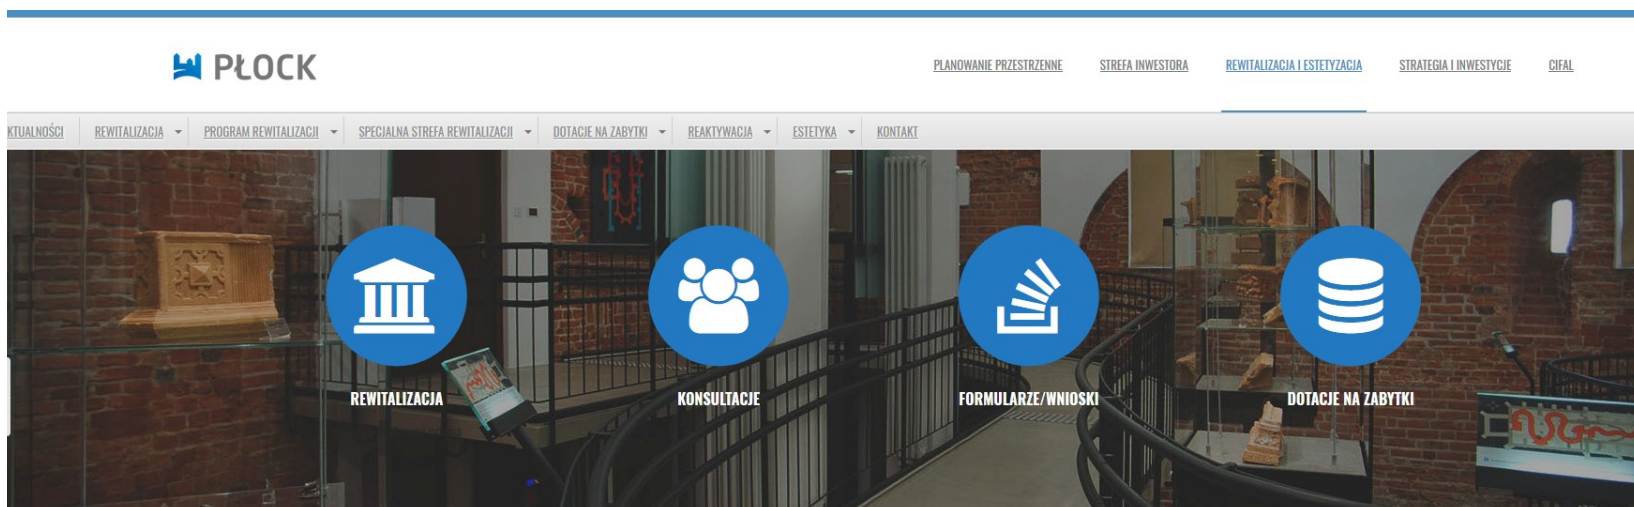 PŁOCK
PLANOWANIE PRZESTRZENNE STREFA INWESTORA REWITALIZACJA I ESTETYZACJA STRATEGIA I INWESTYCJE CIFAL
KTUALNOŚCI REWITALIZACJA PROGRAM REWITALIZACJI SPECJALNA STREFA REWITALIZACJI DOTACJE NA ZABYTKI REAKTYWACJA ESTETYKA KONTAKT
REWITALIZACJA KONSULTACJE FORMULARZE/WNIOSKI DOTACJE NA ZABYTKI